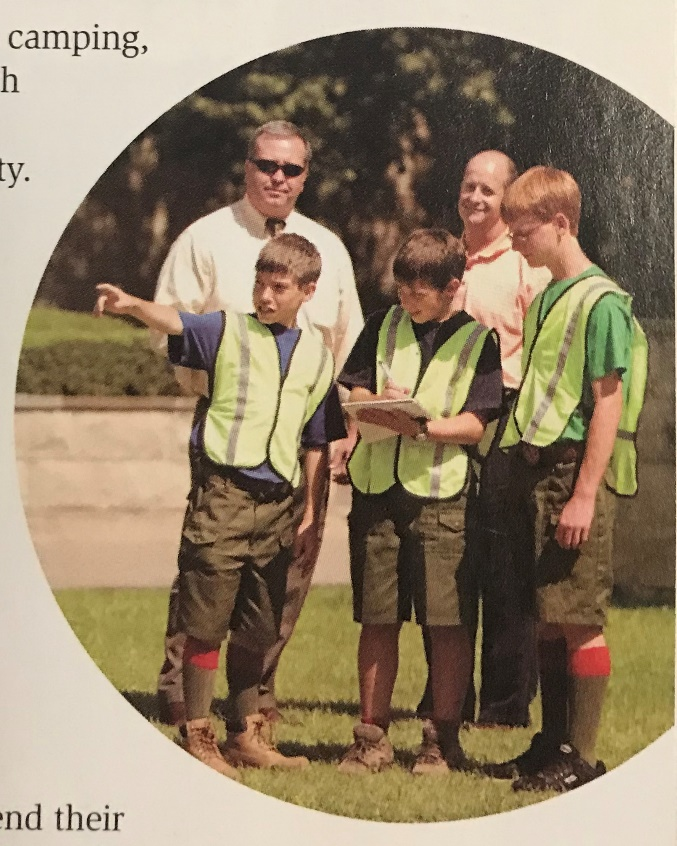 camping,
h
ty.
end their